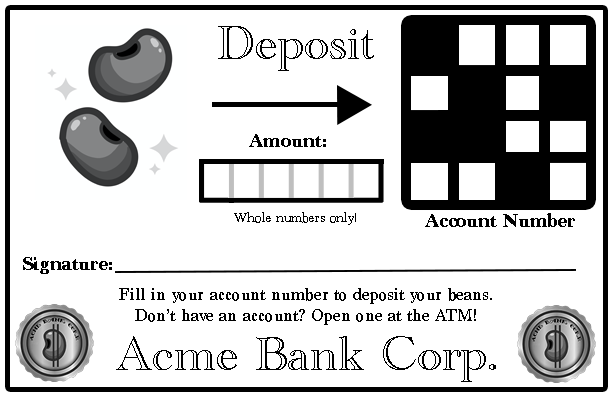 Deposit
Amount:
Whole numbers only!
Account Number
Signature:
Fill in your account number to deposit your beans.
Don't have an account? Open one at the ATM!
Acme Bank Corp.